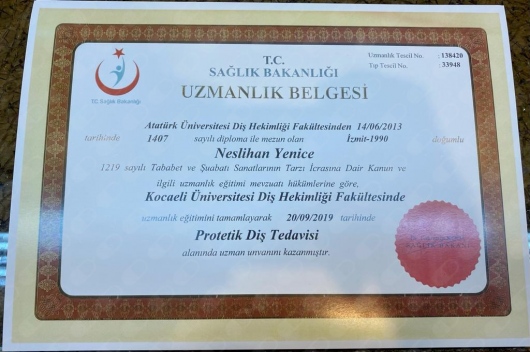 T.C.
SAĞLIK BAKANLIĞI
UZMANLIK BELGESİ
Uzmanlık Tescil No. : 138420
Tıp Tescil No. : 33948
T.C. Sağlık Bakanlığı
Atatürk Üniversitesi Diş Hekimliği Fakültesinden 14/06/2013
tarihinde 1407 sayılı diploma ile mezun olan İzmit-1990 doğumlu
Neslihan Yenice
1219 sayılı Tababet ve Şuabatı Sanatlarının Tarzı İcrasına Dair Kanun ve
ilgili uzmanlık eğitimi mevzuatı hükümlerine göre,
Kocaeli Üniversitesi Diş Hekimliği Fakültesinde
uzmanlık eğitimini tamamlayarak 20/09/2019 tarihinde
Protetik Diş Tedavisi
alanında uzman unvanını kazanmıştır.